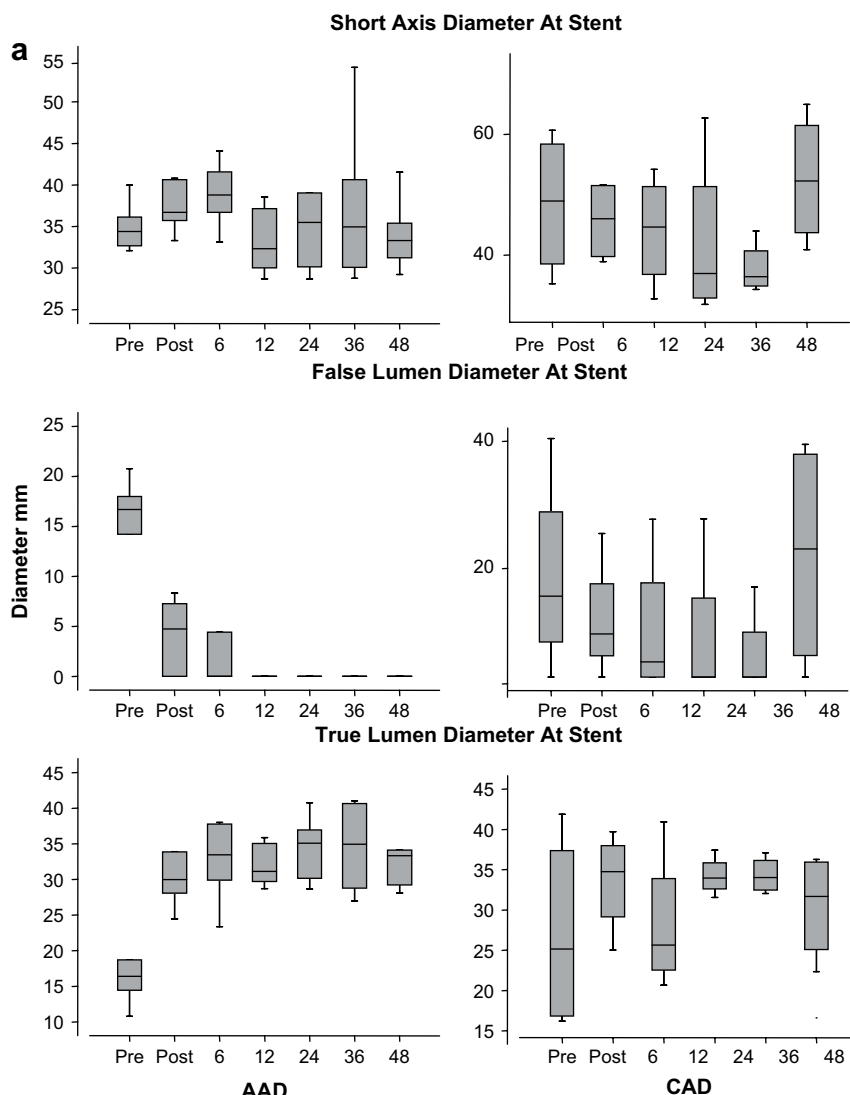 Short Axis Diameter At Stent
a
55
50
45
40
35
30
25
Pre Post 6 12 24 36 48
60
40
Pre Post 6 12 24 36 48
False Lumen Diameter At Stent
Diameter mm
25
20
15
10
5
0
Pre Post 6 12 24 36 48
40
20
Pre Post 6 12 24 36 48
True Lumen Diameter At Stent
45
40
35
30
25
20
15
10
Pre Post 6 12 24 36 48
AAD
45
40
35
30
25
20
15
Pre Post 6 12 24 36 48
CAD